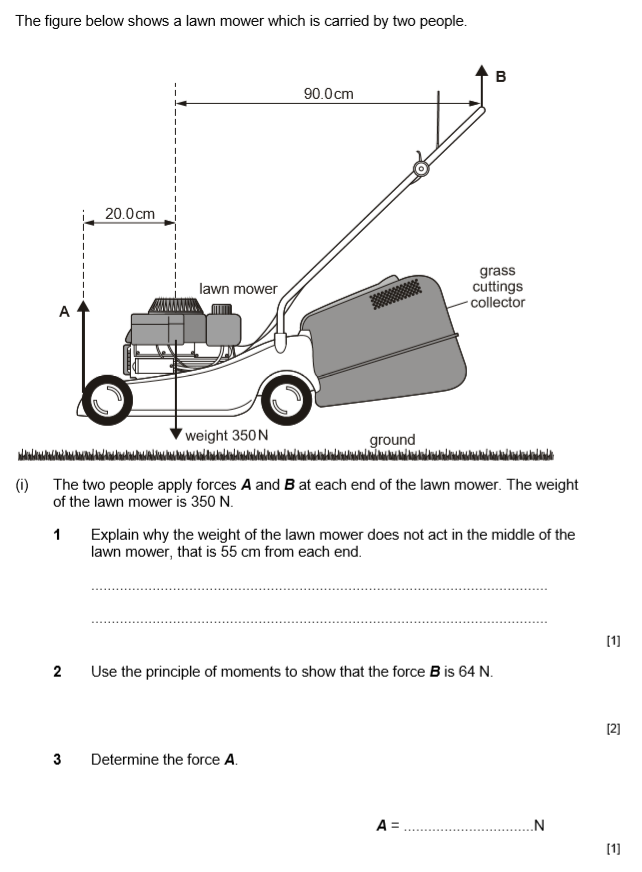 The figure below shows a lawn mower which is carried by two people.
B
90.0cm
20.0cm
grass
cuttings
collector
lawn mower
A
weight 350N
ground
(i) The two people apply forces A and B at each end of the lawn mower. The weight
of the lawn mower is 350 N.
1 Explain why the weight of the lawn mower does not act in the middle of the
lawn mower, that is 55 cm from each end.
[1]
2 Use the principle of moments to show that the force B is 64 N.
[2]
3 Determine the force A.
A = ...............................N
[1]